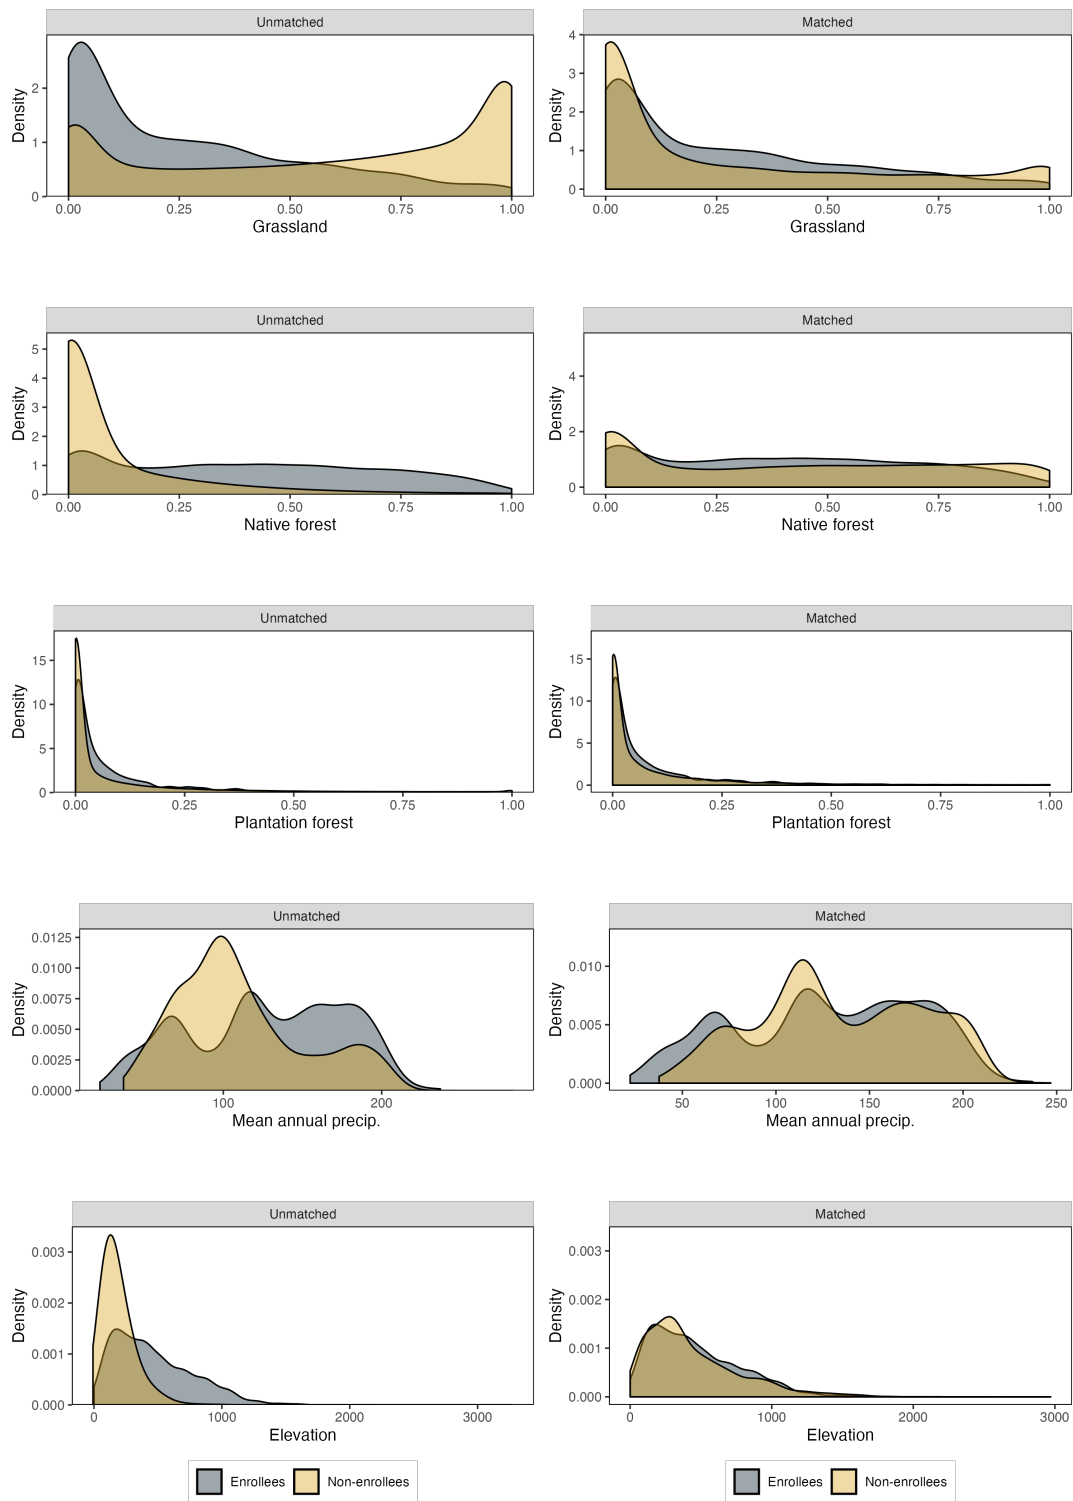 Unmatched Matched
Density 0 1 2 Density 0 1 2 3 4
0.00 0.25 0.50 0.75 1.00 0.00 0.25 0.50 0.75 1.00
Grassland Grassland
Unmatched Matched
Density 0 1 2 3 4 5 Density 0 2 4
0.00 0.25 0.50 0.75 1.00 0.00 0.25 0.50 0.75 1.00
Native forest Native forest
Unmatched Matched
Density 0 5 10 15 Density 0 5 10 15
0.00 0.25 0.50 0.75 1.00 0.00 0.25 0.50 0.75 1.00
Plantation forest Plantation forest
Unmatched Matched
Density 0.0000 0.0025 0.0050 0.0075 0.0100 0.0125 Density 0.000 0.005 0.010
100 200 50 100 150 200 250
Mean annual precip. Mean annual precip.
Unmatched Matched
Density 0.000 0.001 0.002 0.003 Density 0.000 0.001 0.002 0.003
0 1000 2000 3000 0 1000 2000 3000
Elevation Elevation
Enrollees Non-enrollees Enrollees Non-enrollees